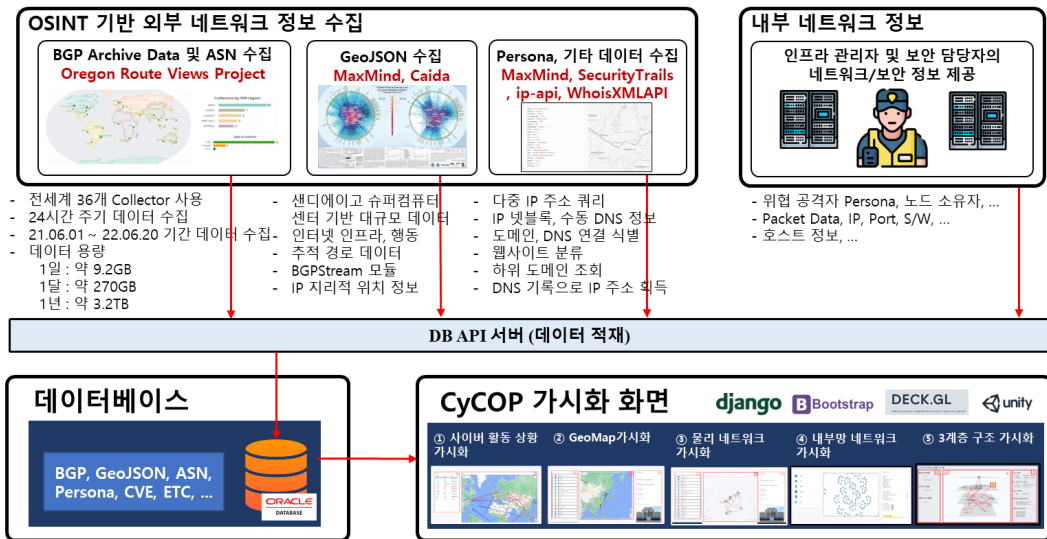 OSINT 기반 외부 네트워크 정보 수집
BGP Archive Data 및 ASN 수집
Oregon Route Views Project
GeoJSON 수집
MaxMind, Caida
Persona, 기타 데이터 수집
MaxMind, SecurityTrails
, ip-api, WhoisXMLAPI
내부 네트워크 정보
인프라 관리자 및 보안 담당자의
네트워크/보안 정보 제공
- 전세계 36개 Collector 사용
- 24시간 주기 데이터 수집
- 21.06.01 ~ 22.06.20 기간 데이터 수집
- 데이터 용량
1일 : 약 9.2GB
1달 : 약 270GB
1년 : 약 3.2TB
- 샌디에이고 슈퍼컴퓨터
센터 기반 대규모 데이터
- 인터넷 인프라, 행동
- 추적 경로 데이터
- BGPStream 모듈
- IP 지리적 위치 정보
- 다중 IP 주소 쿼리
- IP 넷블록, 수동 DNS 정보
- 도메인, DNS 연결 식별
- 웹사이트 분류
- 하위 도메인 조회
- DNS 기록으로 IP 주소 획득
- 위협 공격자 Persona, 노드 소유자, ...
- Packet Data, IP, Port, S/W, ...
- 호스트 정보, ...
DB API 서버 (데이터 적재)
데이터베이스
BGP, GeoJSON, ASN,
Persona, CVE, ETC, ...
ORACLE
DATABASE
CyCOP 가시화 화면
django
B Bootstrap
DECK.GL
unity
① 사이버 활동 상황
가시화
② GeoMap가시화
③ 물리 네트워크
가시화
④ 내부망 네트워크
가시화
⑤ 3계층 구조 가시화